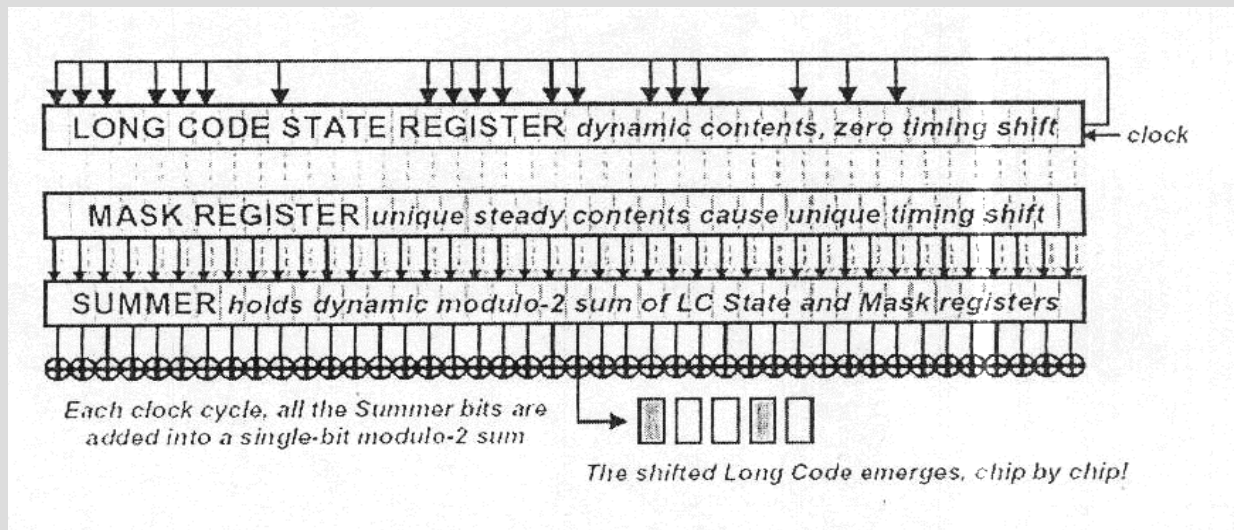 LONG CODE STATE REGISTER dynamic contents, zero timing shift
clock
MASK REGISTER unique steady contents cause unique timing shift
SUMMER holds dynamic modulo-2 sum of LC State and Mask registers
Each clock cycle, all the Summer bits are
added into a single-bit modulo-2 sum
The shifted Long Code emerges, chip by chip!